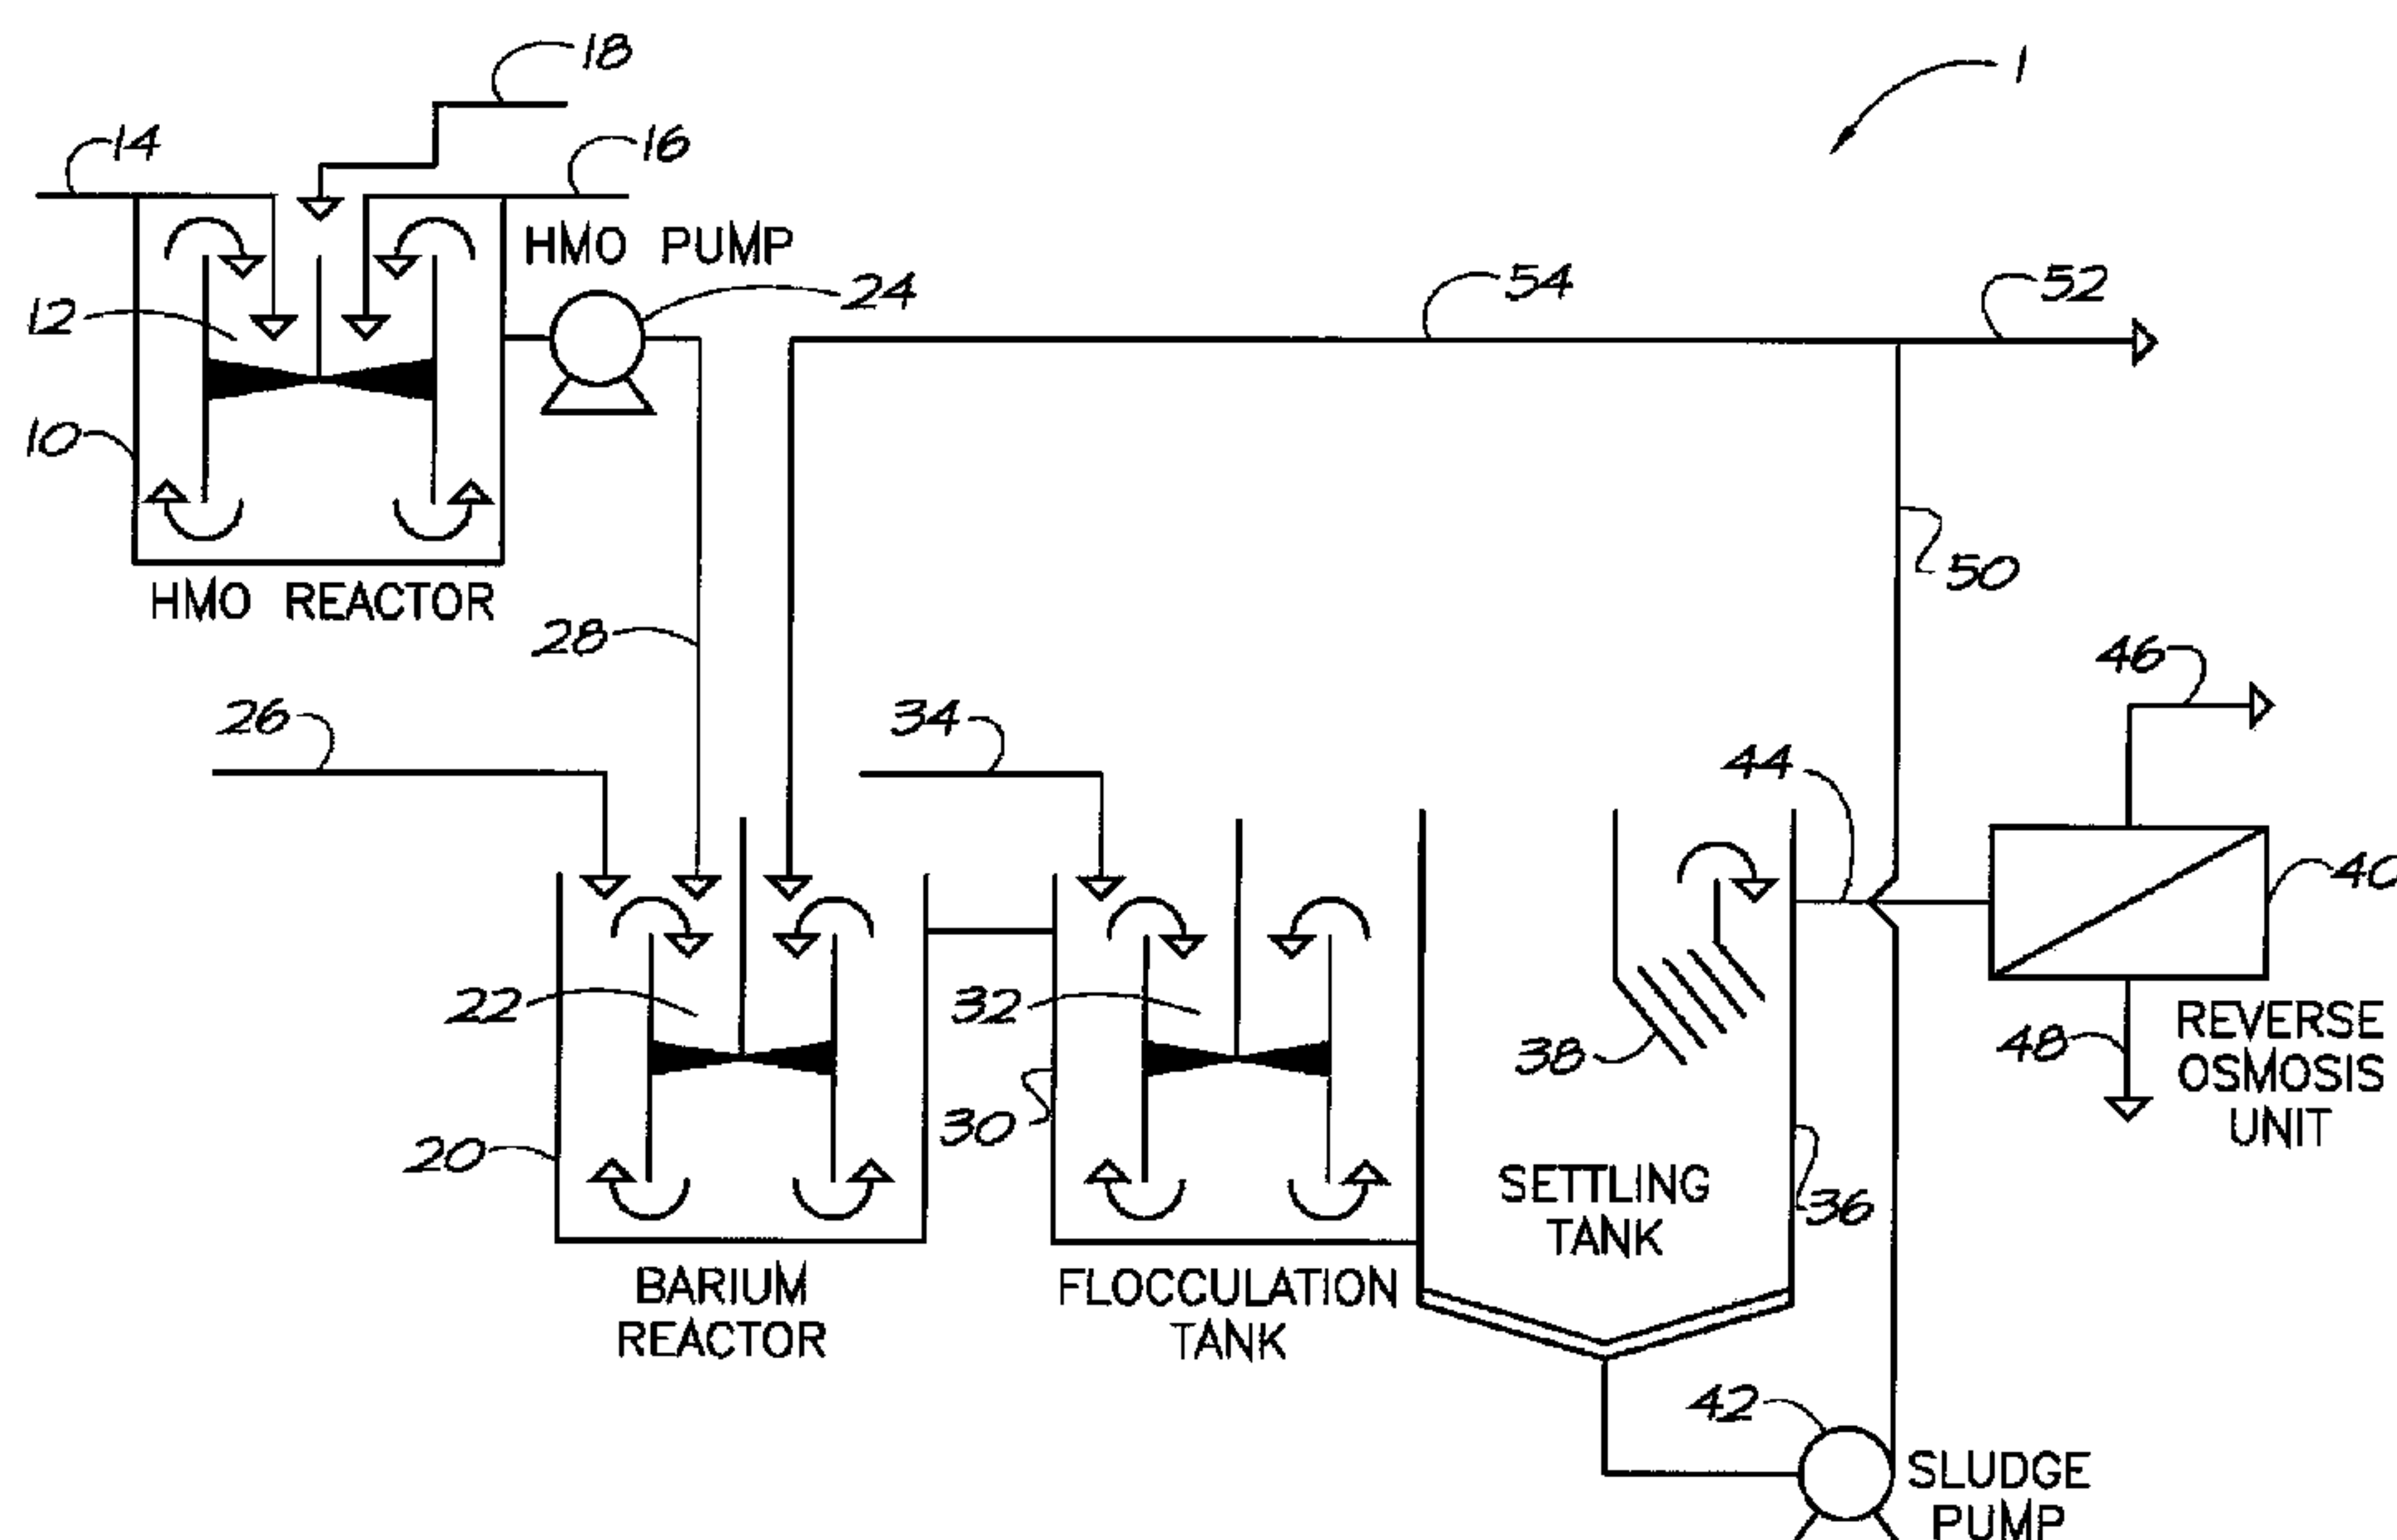 18
1
14
16
HMO PUMP
12
24
54
52
10
50
HMO REACTOR
28
46
26
34
44
40
22
32
38
48
REVERSE
OSMOSIS
UNIT
30
20
SETTLING
TANK
36
BARIUM
REACTOR
FLOCCULATION
TANK
42
SLUDGE
PUMP